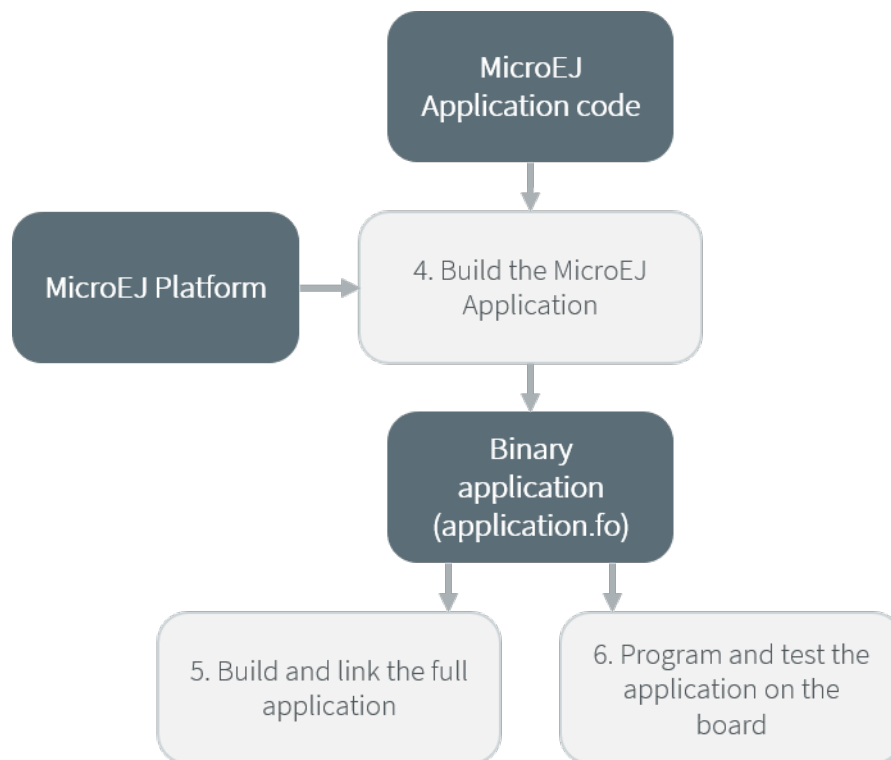 MicroEJ
Application code
MicroEJ Platform
4. Build the MicroEJ
Application
Binary
application
(application.fo)
5. Build and link the full
application
6. Program and test the
application on the
board